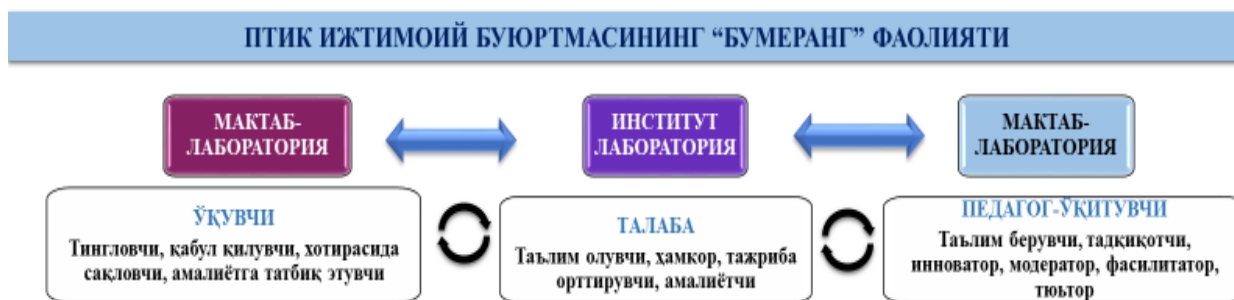 ПТИК ИЖТИМОИЙ БУЮРТМАСИНИНГ “БУМЕРАНГ” ФАОЛИЯТИ
МАКТАБ-
ЛАБОРАТОРИЯ
ИНСТИТУТ
ЛАБОРАТОРИЯ
МАКТАБ-
ЛАБОРАТОРИЯ
ЎҚУВЧИ
Тингловчи, қабул қилувчи, хотирасида
сақловчи, амалиётга татбиқ этувчи
ТАЛАБА
Таълим олувчи, ҳамкор, тажриба
орттирувчи, амалиётчи
ПЕДАГОГ-ЎҚИТУВЧИ
Таълим берувчи, тадқиқотчи,
инноватор, модератор, фасилитатор,
тюьтор